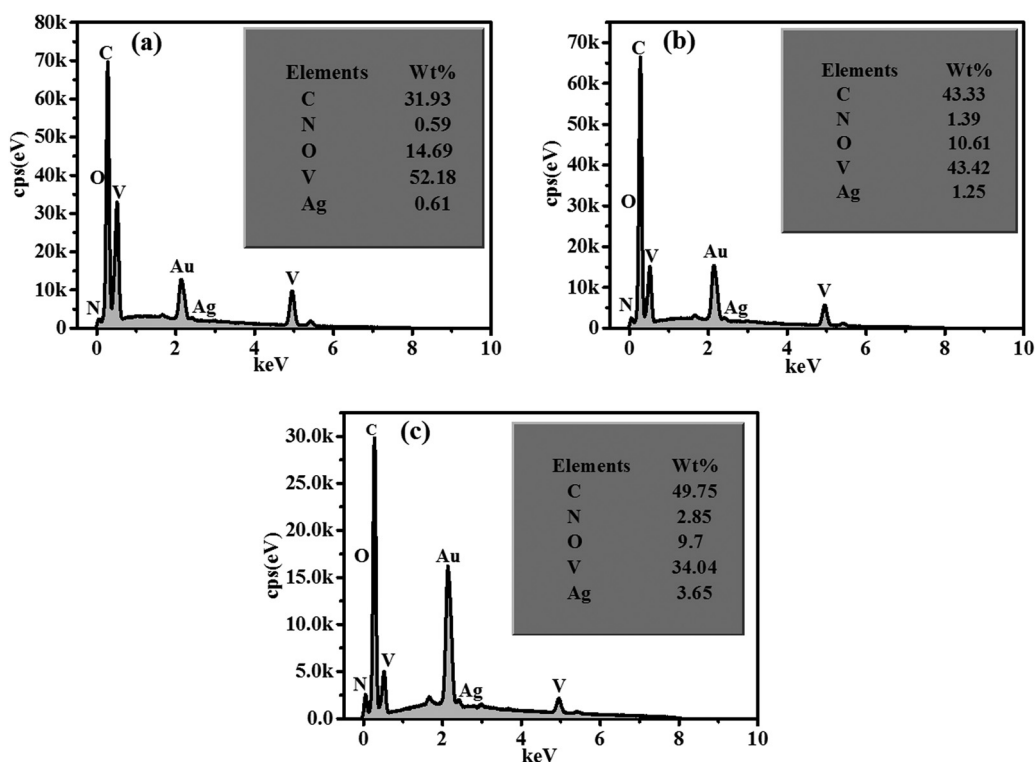 (a)
80k
70k
60k
50k
40k
30k
20k
10k
0
cps(eV)
C
O
V
N
Au
Ag
V
Elements Wt%
C 31.93
N 0.59
O 14.69
V 52.18
Ag 0.61
0 2 4 6 8 10
keV
(b)
70k
60k
50k
40k
30k
20k
10k
0
cps(eV)
C
O
V
N
Au
Ag
V
Elements Wt%
C 43.33
N 1.39
O 10.61
V 43.42
Ag 1.25
0 2 4 6 8 10
keV
(c)
30.0k
25.0k
20.0k
15.0k
10.0k
5.0k
0.0
cps(eV)
C
O
Au
V
N
Ag
V
Elements Wt%
C 49.75
N 2.85
O 9.7
V 34.04
Ag 3.65
0 2 4 6 8 10
keV